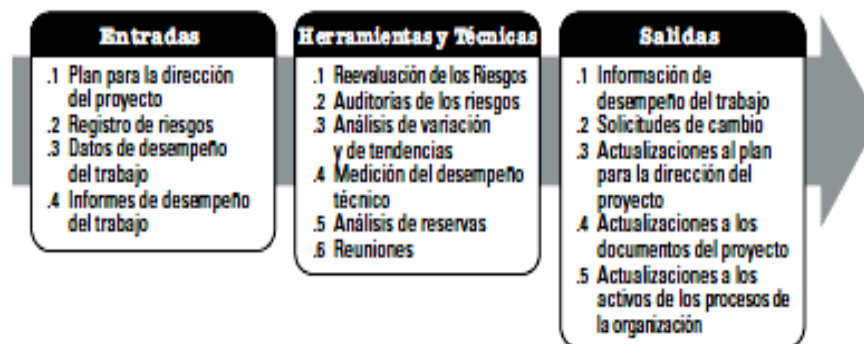 Entradas
.1 Plan para la dirección
del proyecto
.2 Registro de riesgos
.3 Datos de desempeño
del trabajo
.4 Informes de desempeño
del trabajo
Herramientas y Técnicas
.1 Reevaluación de los Riesgos
.2 Auditorías de los riesgos
.3 Análisis de variación
y de tendencias
.4 Medición del desempeño
técnico
.5 Análisis de reservas
.6 Reuniones
Salidas
.1 Información de
desempeño del trabajo
.2 Solicitudes de cambio
.3 Actualizaciones al plan
para la dirección del
proyecto
.4 Actualizaciones a los
documentos del proyecto
.5 Actualizaciones a los
activos de los procesos de
la organización